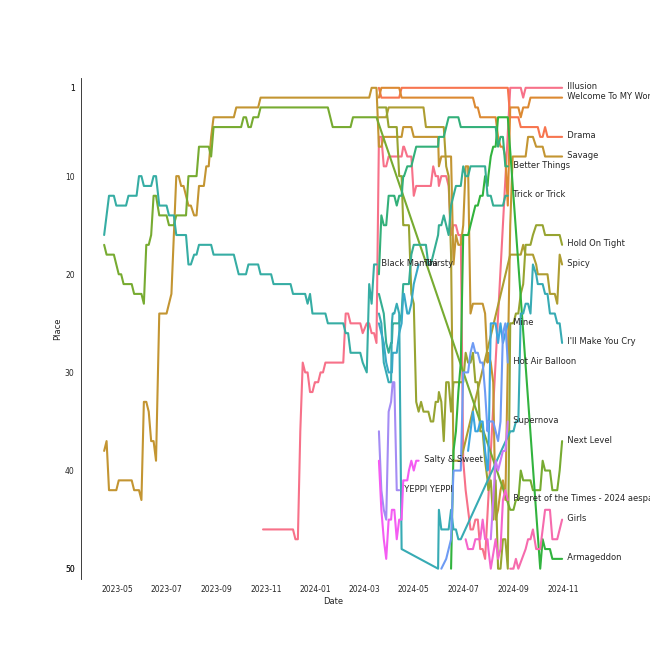 1
Illusion
Welcome To MY Wor
Drama
Savage
Better Things
10
Trick or Trick
Hold On Tight
Black Mamba
Thirsty
Spicy
20
Mine
I'll Make You Cry
Hot Air Balloon
30
Supernova
Next Level
Salty & Sweet
40
YEPPI YEPPI
Regret of the Times - 2024 aespa
Girls
Armageddon
50
Place
2023-05
2023-07
2023-09
2023-11
2024-01
2024-03
2024-05
2024-07
2024-09
2024-11
Date